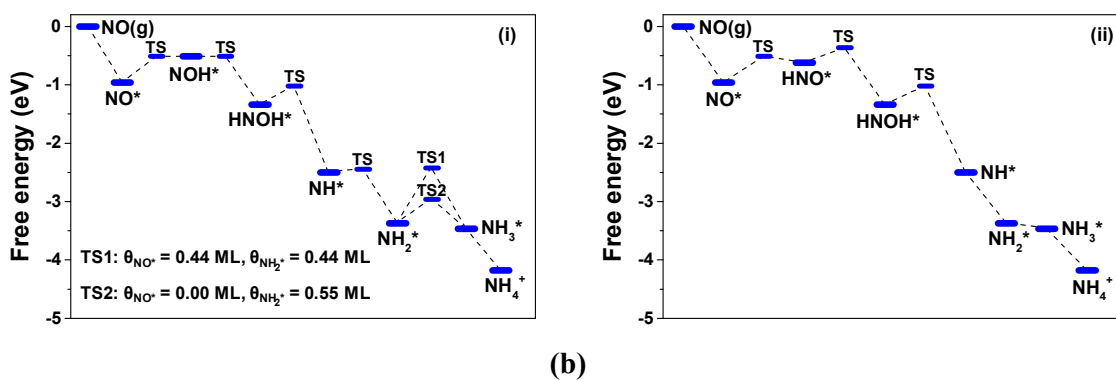 (i)
Free energy (eV)
0
-1
-2
-3
-4
-5
NO(g)
NO*
TS
NOH*
TS
HNOH*
TS
NH*
TS
NH₂*
TS1
TS2
NH₃*
NH₄⁺
TS1: θNO* = 0.44 ML, θNH₂* = 0.44 ML
TS2: θNO* = 0.00 ML, θNH₂* = 0.55 ML
(ii)
Free energy (eV)
0
-1
-2
-3
-4
-5
NO(g)
NO*
TS
HNO*
TS
HNOH*
TS
NH*
NH₂*
NH₃*
NH₄⁺
(b)